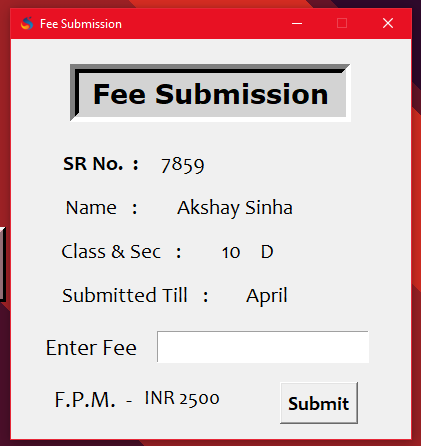 Fee Submission
Fee Submission
SR No. : 7859
Name : Akshay Sinha
Class & Sec : 10 D
Submitted Till : April
Enter Fee
F.P.M. - INR 2500
Submit